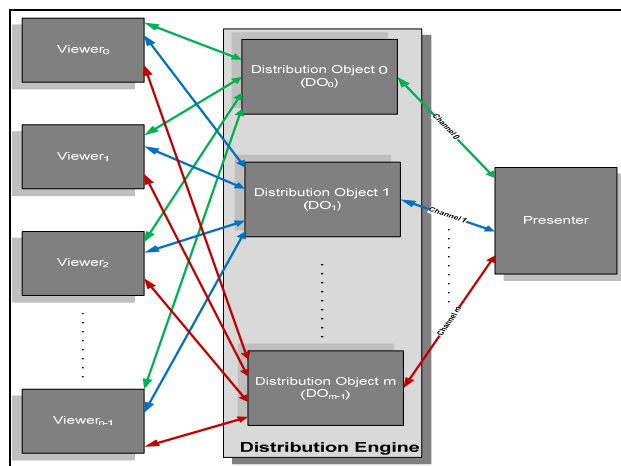 Viewer0
Viewer1
Viewer2
Viewern-1
Distribution Object 0
(DO0)
Distribution Object 1
(DO1)
Distribution Object m
(DOm-1)
Distribution Engine
Channel 0
Channel 1
Channel m
Presenter